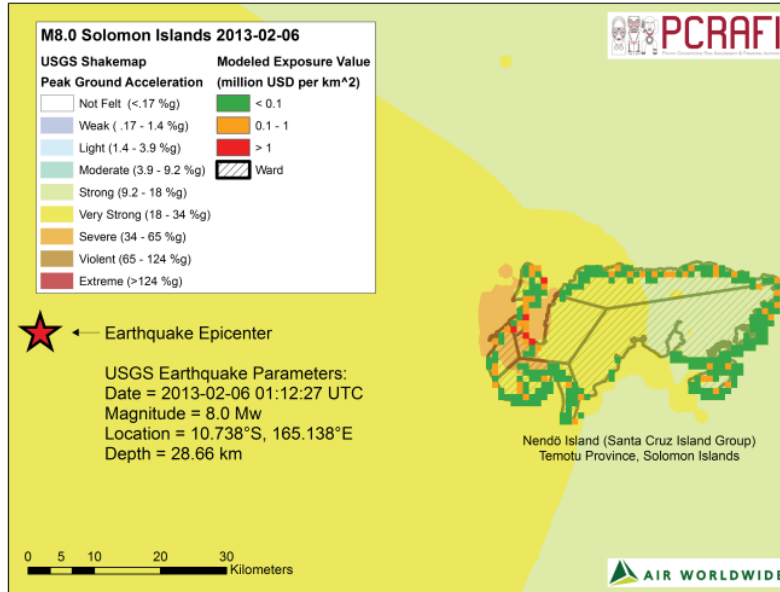 M8.0 Solomon Islands 2013-02-06
USGS Shakemap
Peak Ground Acceleration
Not Felt (<.17 %g)
Weak ( .17 - 1.4 %g)
Light (1.4 - 3.9 %g)
Moderate (3.9 - 9.2 %g)
Strong (9.2 - 18 %g)
Very Strong (18 - 34 %g)
Severe (34 - 65 %g)
Violent (65 - 124 %g)
Extreme (>124 %g)
Modeled Exposure Value
(million USD per km^2)
< 0.1
0.1 - 1
> 1
Ward
PCRAFI
Earthquake Epicenter
USGS Earthquake Parameters:
Date = 2013-02-06 01:12:27 UTC
Magnitude = 8.0 Mw
Location = 10.738°S, 165.138°E
Depth = 28.66 km
Nendö Island (Santa Cruz Island Group)
Temotu Province, Solomon Islands
0 5 10 20 30
Kilometers
AIR WORLDWIDE